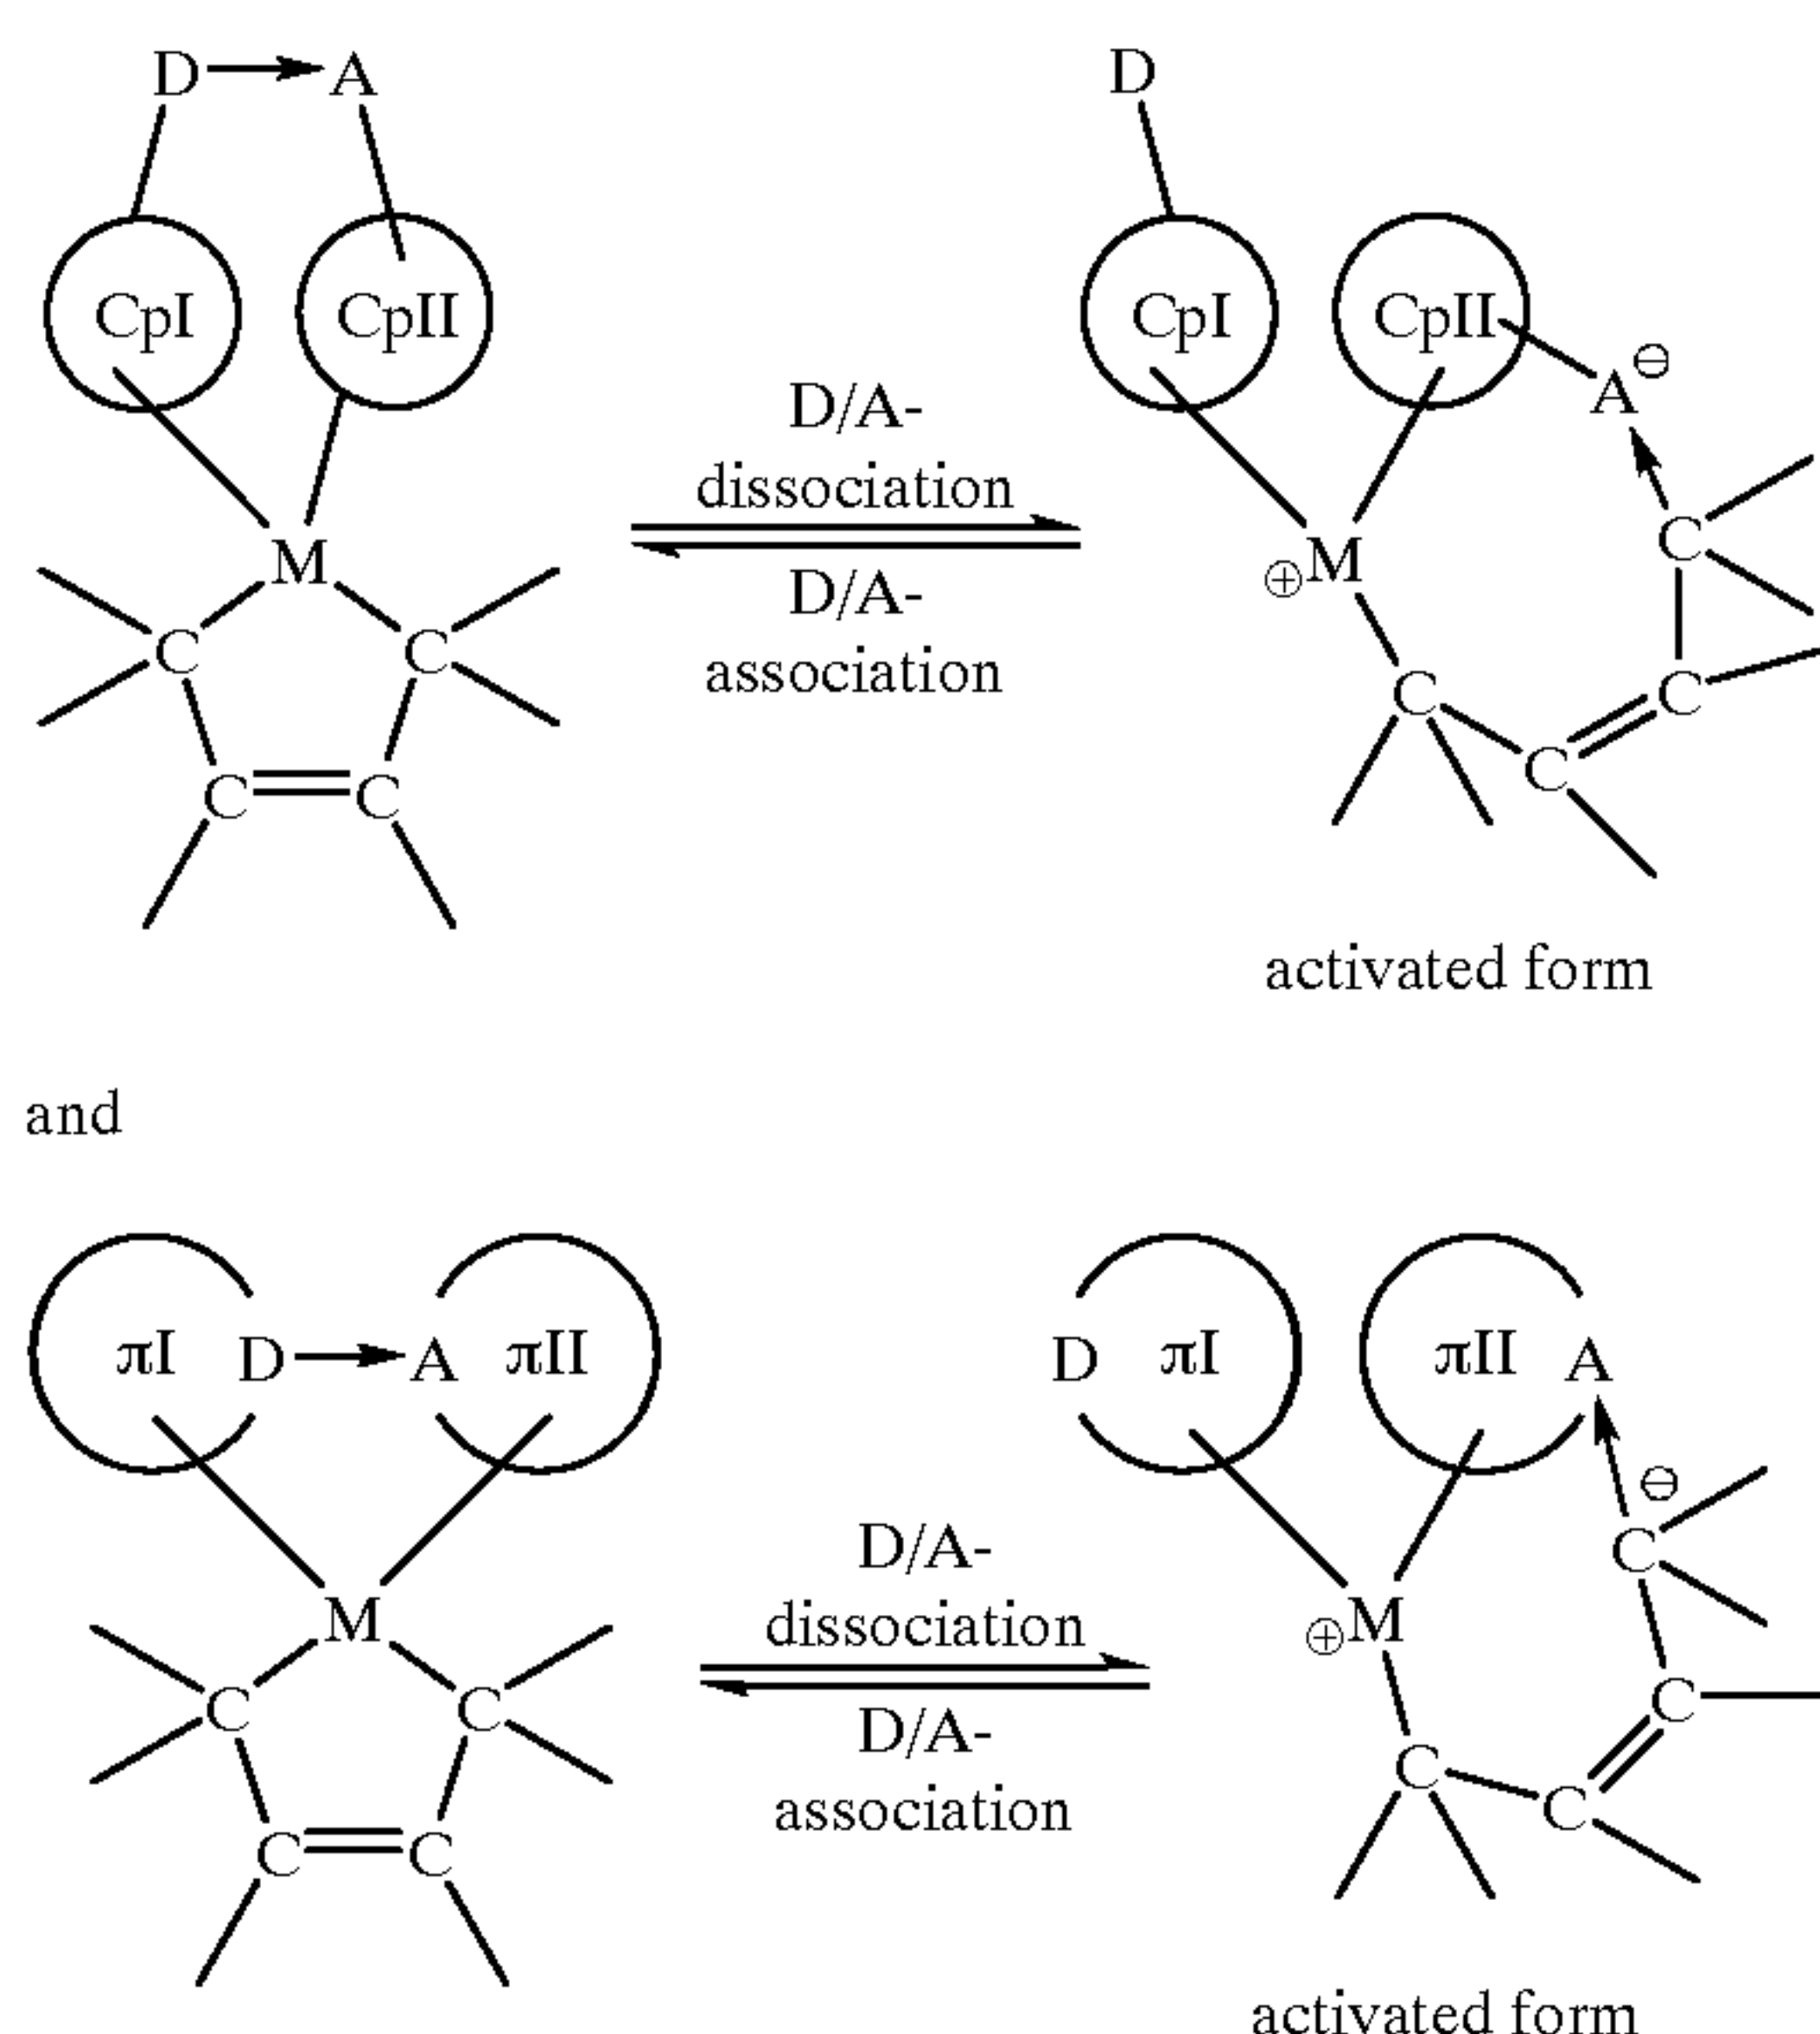 D A D
CpI CpII CpI CpII A ⊖
D/A-
dissociation
M ⊕ M C
D/A-
association
C C C C
C C C
activated form
and
πI D A πII D πI πII A
⊖
D/A- C
dissociation
M ⊕ M
D/A-
association
C C C C
C C C
activated form